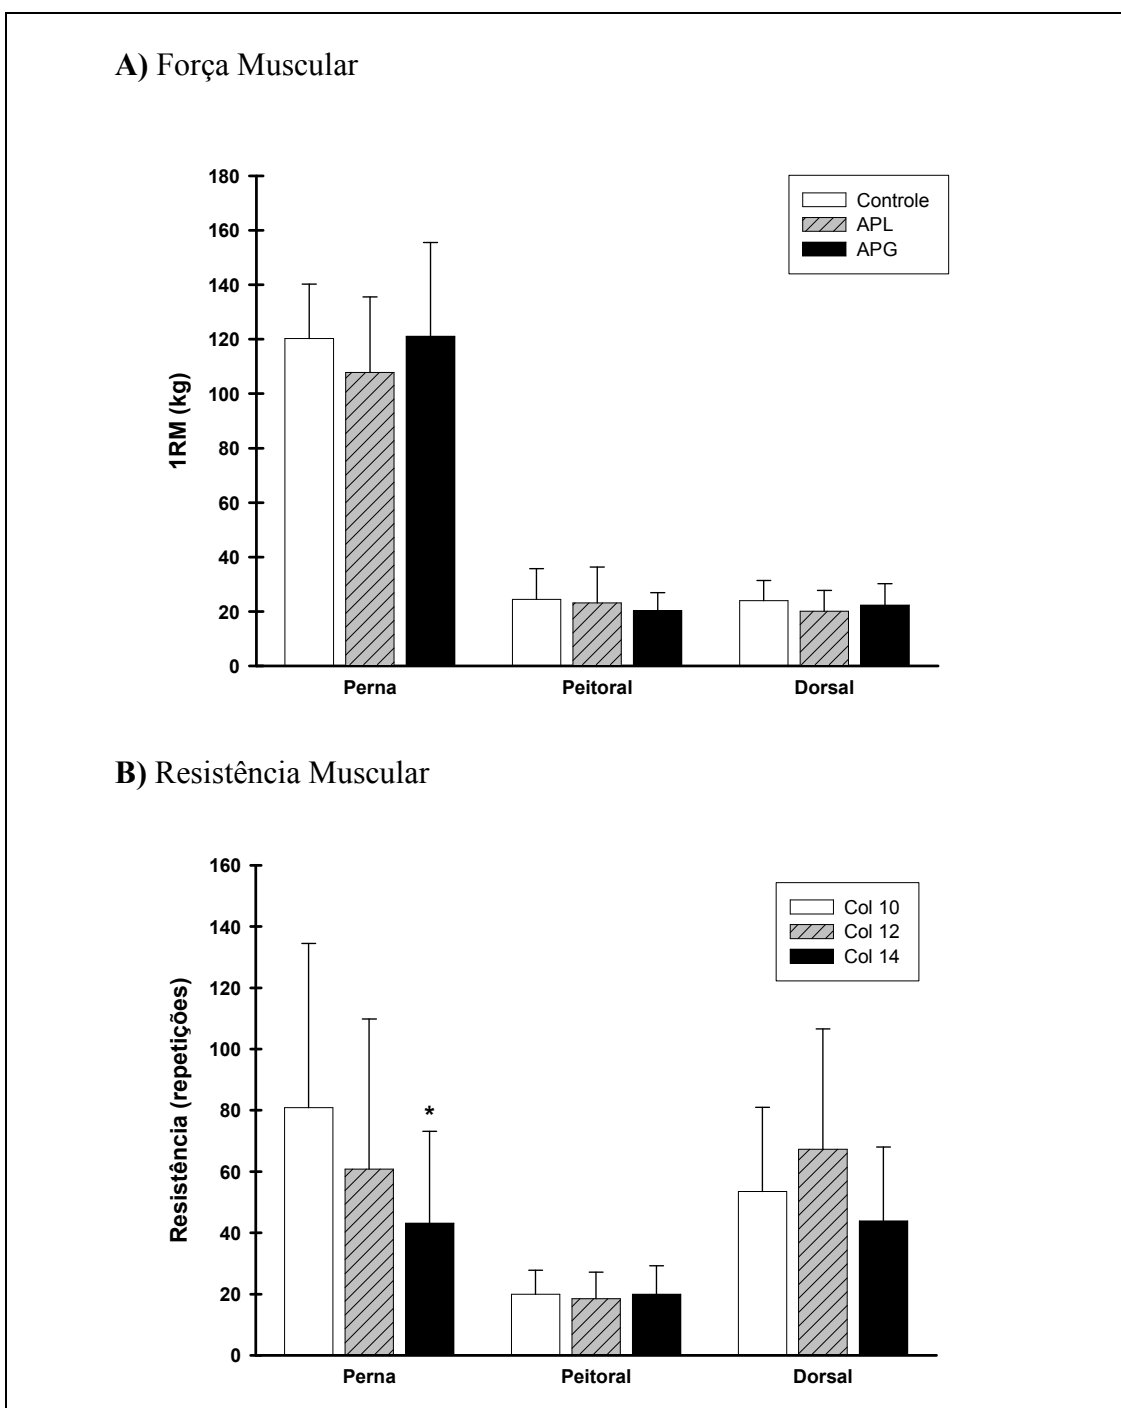 A) Força Muscular
180
160
140
120
100
80
60
40
20
0
1RM (kg)
Controle
APL
APG
Perna Peitoral Dorsal
B) Resistência Muscular
160
140
120
100
80
60
40
20
0
Resistência (repetições)
Col 10
Col 12
Col 14
*
Perna Peitoral Dorsal